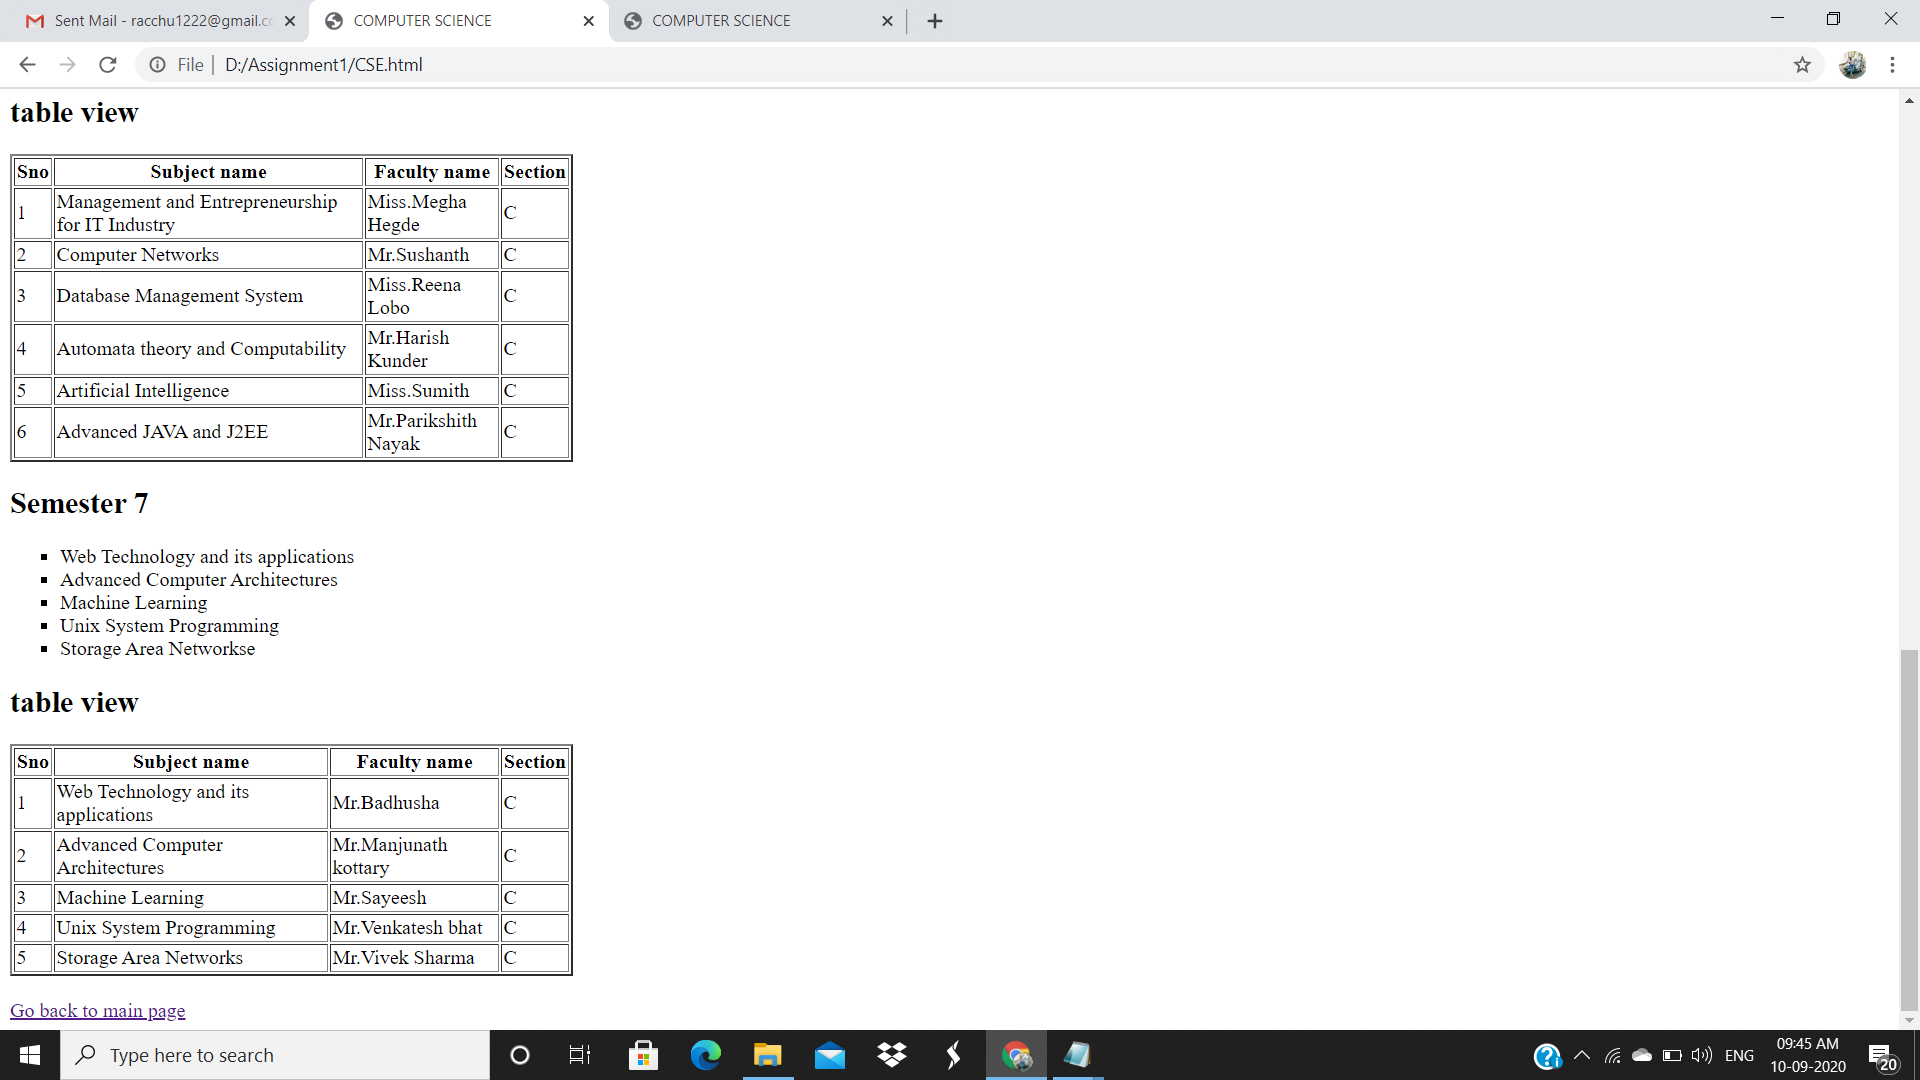 Sent Mail - racchu1222@gmail.c
COMPUTER SCIENCE
COMPUTER SCIENCE
File | D:/Assignment1/CSE.html
table view
Sno Subject name Faculty name Section
1 Management and Entrepreneurship for IT Industry Miss.Megha Hegde C
2 Computer Networks Mr.Sushanth C
3 Database Management System Miss.Reena Lobo C
4 Automata theory and Computability Mr.Harish Kunder C
5 Artificial Intelligence Miss.Sumith C
6 Advanced JAVA and J2EE Mr.Parikshith Nayak C
Semester 7
Web Technology and its applications
Advanced Computer Architectures
Machine Learning
Unix System Programming
Storage Area Networkse
table view
Sno Subject name Faculty name Section
1 Web Technology and its applications Mr.Badhusha C
2 Advanced Computer Architectures Mr.Manjunath kottary C
3 Machine Learning Mr.Sayeesh C
4 Unix System Programming Mr.Venkatesh bhat C
5 Storage Area Networks Mr.Vivek Sharma C
Go back to main page
Type here to search
ENG
09:45 AM
10-09-2020
20